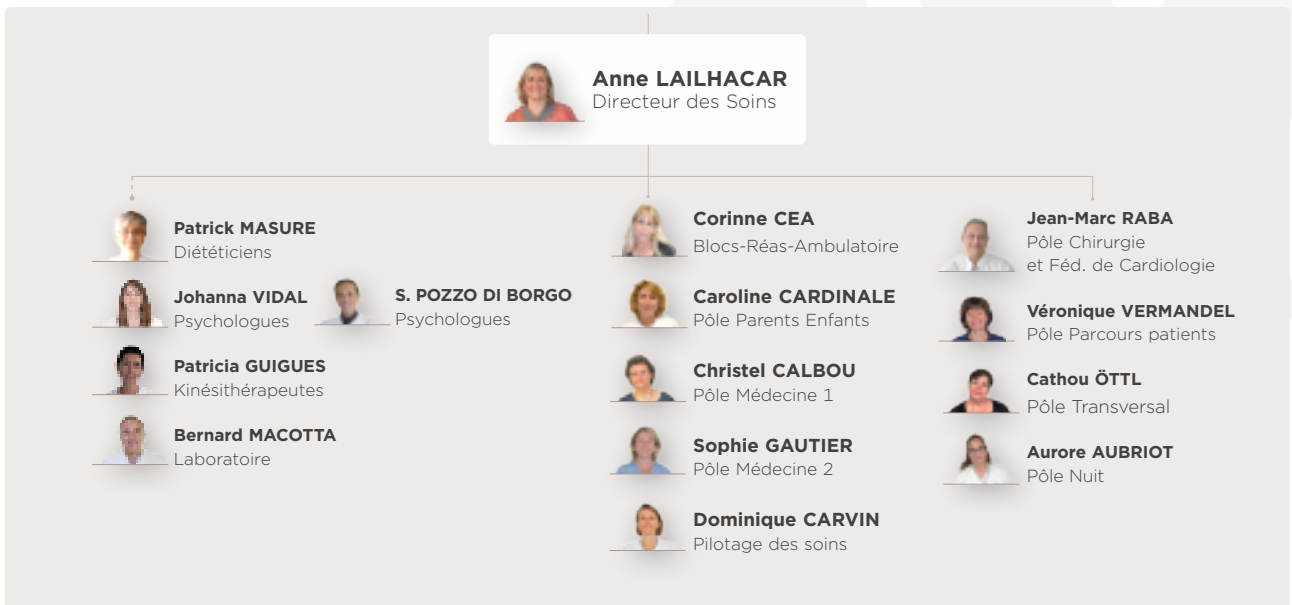 Anne LAILHACAR
Directeur des Soins
Patrick MASURE
Diététiciens
Johanna VIDAL
Psychologues
S. POZZO DI BORGO
Psychologues
Patricia GUIGUES
Kinésithérapeutes
Bernard MACOTTA
Laboratoire
Corinne CEA
Blocs-Réas-Ambulatoire
Caroline CARDINALE
Pôle Parents Enfants
Christel CALBOU
Pôle Médecine 1
Sophie GAUTIER
Pôle Médecine 2
Dominique CARVIN
Pilotage des soins
Jean-Marc RABA
Pôle Chirurgie
et Féd. de Cardiologie
Véronique VERMANDEL
Pôle Parcours patients
Cathou ÖTTL
Pôle Transversal
Aurore AUBRIOT
Pôle Nuit